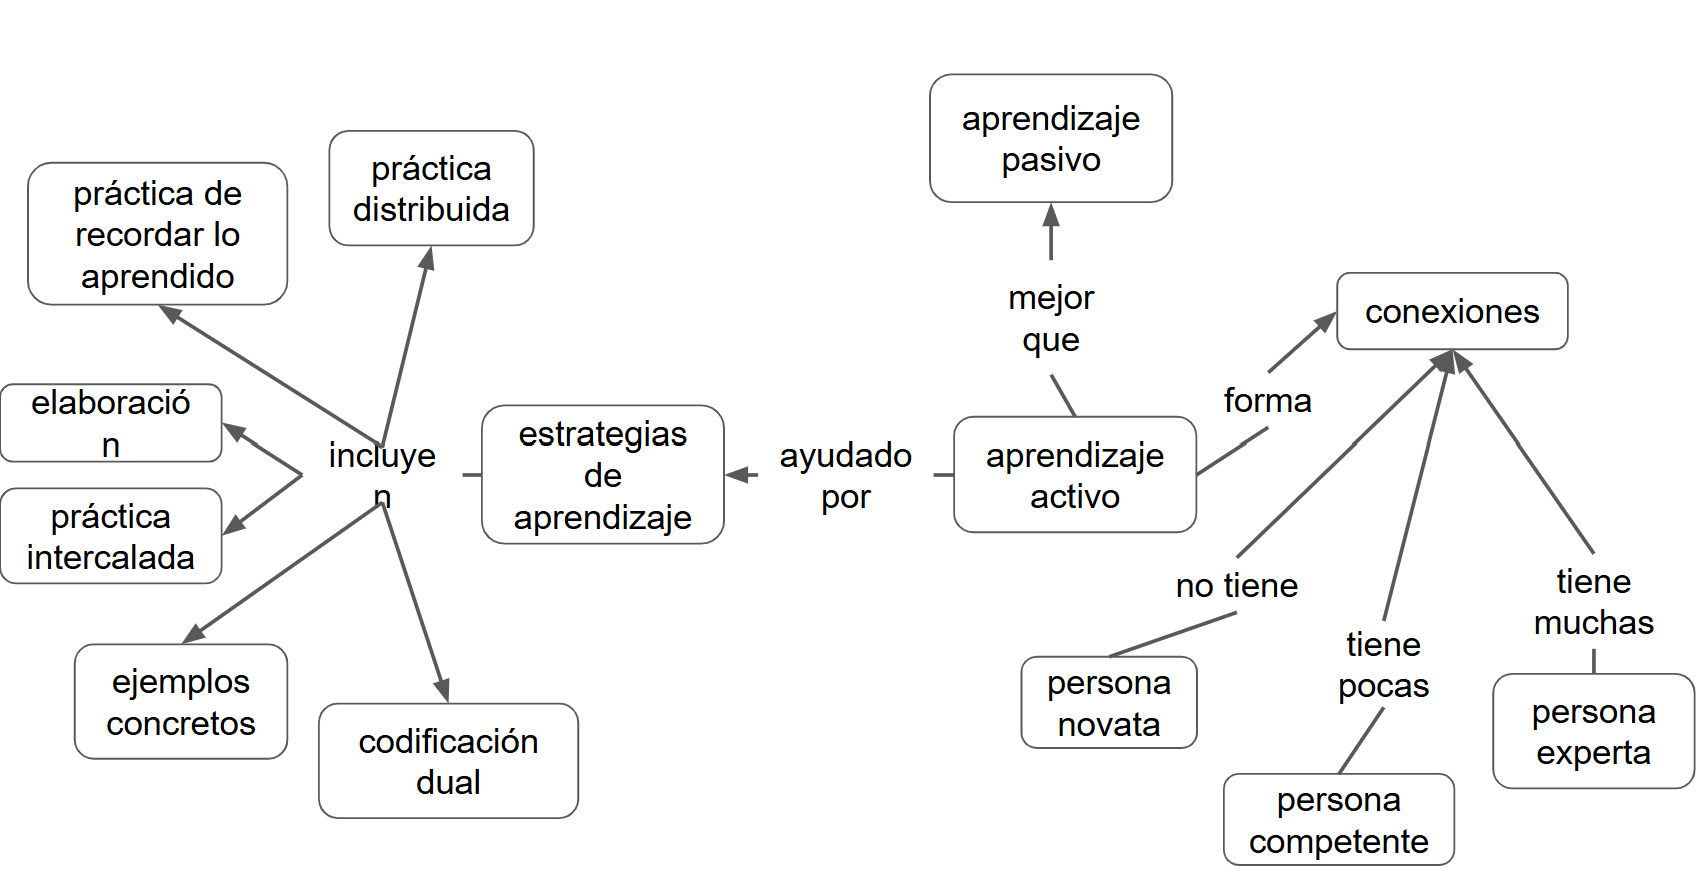 práctica de
recordar lo
aprendido
práctica
distribuida
elaboració
n
práctica
intercalada
incluye
n
ejemplos
concretos
codificación
dual
estrategias
de
aprendizaje
ayudado
por
aprendizaje
pasivo
mejor
que
aprendizaje
activo
forma
conexiones
no tiene
persona
novata
tiene
pocas
persona
competente
tiene
muchas
persona
experta